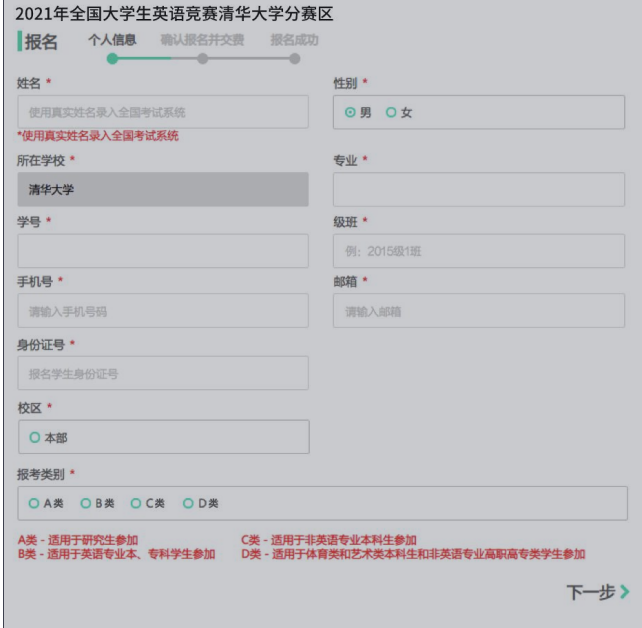 2021年全国大学生英语竞赛清华大学分赛区
报名 个人信息 确认报名并交费 报名成功
姓名 * 性别 *
使用真实姓名录入全国考试系统 男 女
*使用真实姓名录入全国考试系统
所在学校 * 专业 *
清华大学
学号 * 级班 *
例：2015级1班
手机号 * 邮箱 *
请输入手机号码 请输入邮箱
身份证号 *
报名学生身份证号
校区 *
本部
报考类别 *
A类 B类 C类 D类
A类 - 适用于研究生参加 C类 - 适用于非英语专业本科生参加
B类 - 适用于英语专业本、专科学生参加 D类 - 适用于体育类和艺术类本科生和非英语专业高职高专类学生参加
下一步